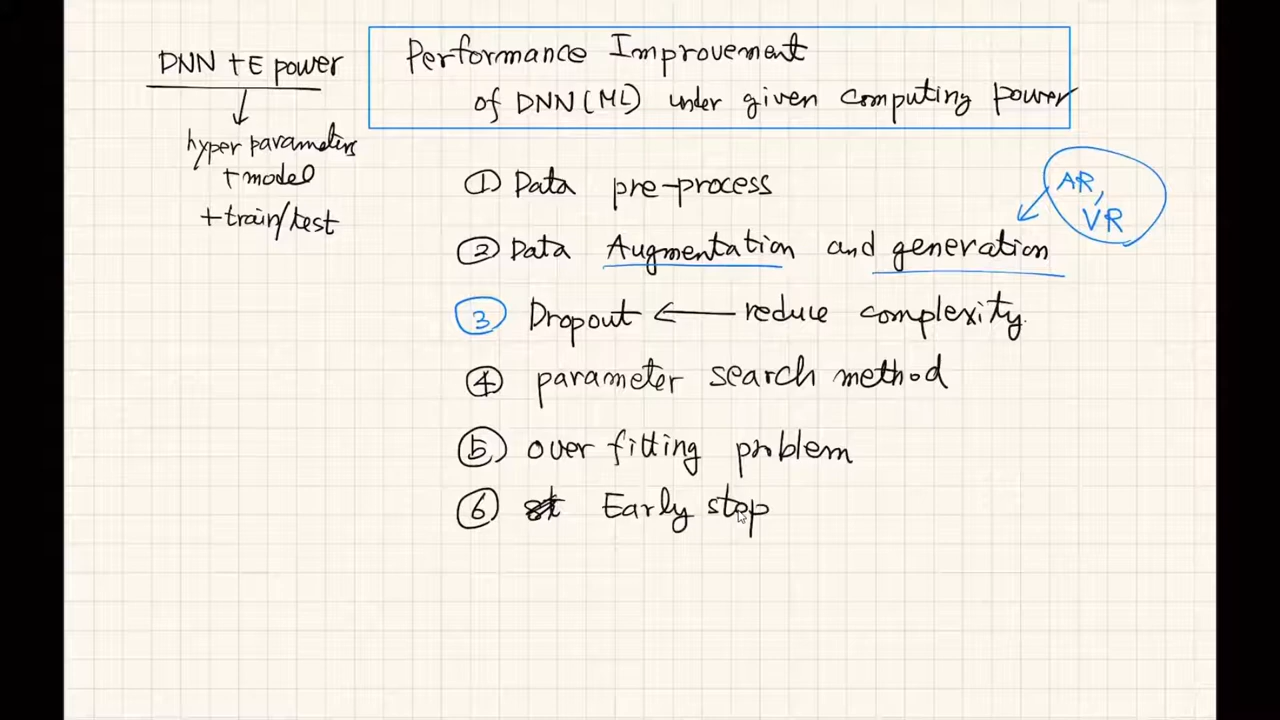 DNN + E power
hyper parameters
+ model
+ train/test
Performance Improvement
of DNN (ML) under given computing power
① Data pre-process
② Data Augmentation and generation
AR,
VR
③ Dropout ← reduce complexity.
④ parameter search method
⑤ over fitting problem
⑥ Early stop